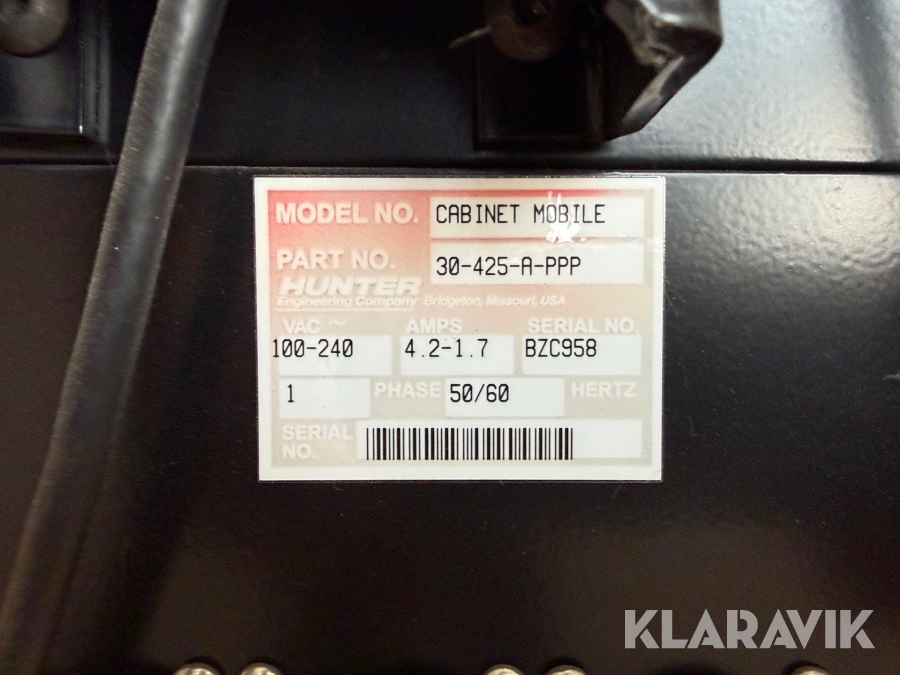 MODEL NO. CABINET MOBILE
PART NO. 30-425-A-PPP
HUNTER
Engineering Company Bridgeton, Missouri, USA
VAC ~ AMPS SERIAL NO.
100-240 4.2-1.7 BZC958
1 PHASE 50/60 HERTZ
SERIAL
NO.
KLARAVIK